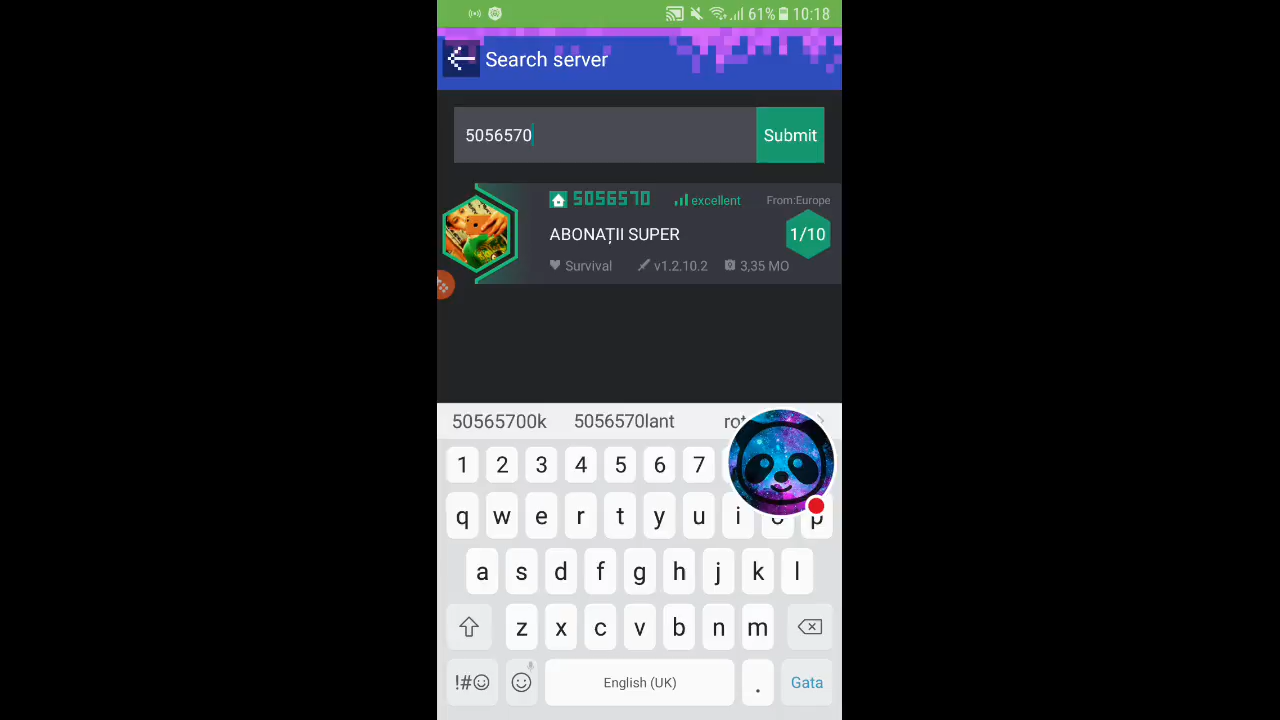 61% 10:18
Search server
5056570
Submit
5056570 excellent From:Europe
ABONAȚII SUPER 1/10
Survival v1.2.10.2 3,35 MO
50565700k 5056570lant
1 2 3 4 5 6 7
q w e r t y u i p
a s d f g h j k l
z x c v b n m
!# English (UK) . Gata